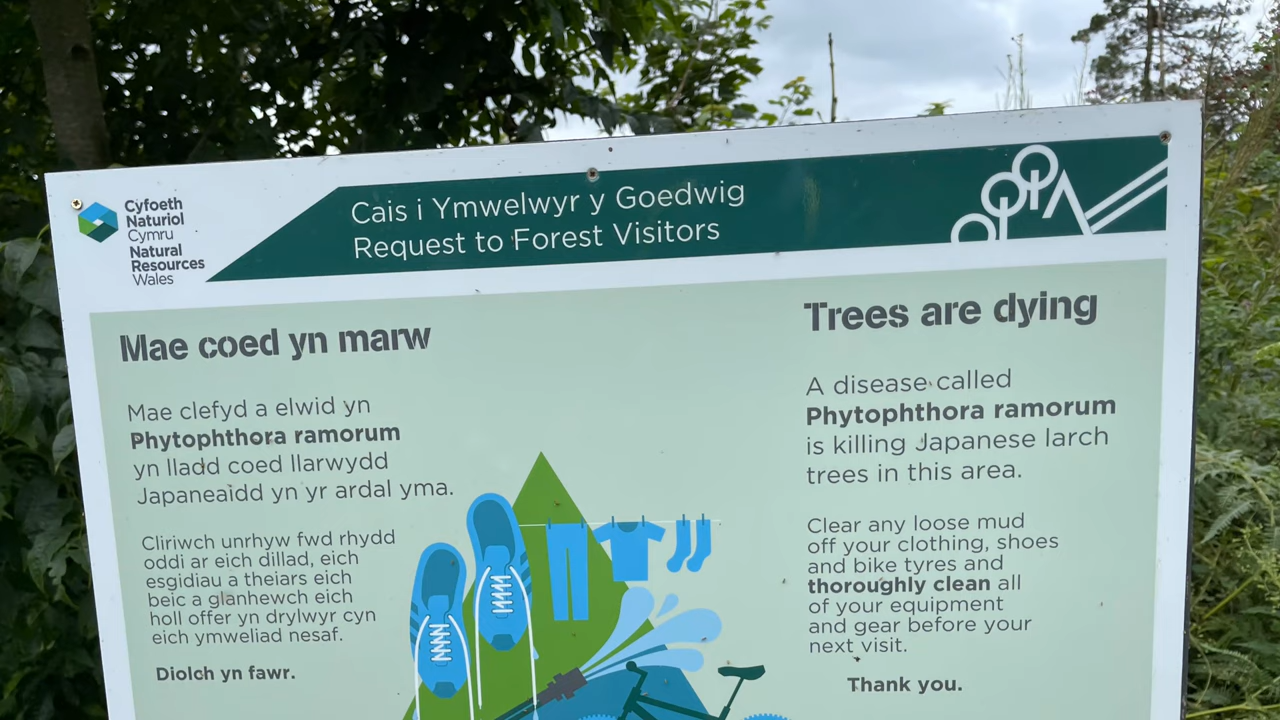 Cyfoeth
Naturiol
Cymru
Natural
Resources
Wales
Cais i Ymwelwyr y Goedwig
Request to Forest Visitors
Mae coed yn marw
Mae clefyd a elwid yn
Phytophthora ramorum
yn lladd coed llarwydd
Japaneaidd yn yr ardal yma.
Cliriwch unrhyw fwd rhydd
oddi ar eich dillad, eich
esgidiau a theiars eich
beic a glanhewch eich
holl offer yn drylwyr cyn
eich ymweliad nesaf.
Diolch yn fawr.
Trees are dying
A disease called
Phytophthora ramorum
is killing Japanese larch
trees in this area.
Clear any loose mud
off your clothing, shoes
and bike tyres and
thoroughly clean all
of your equipment
and gear before your
next visit.
Thank you.